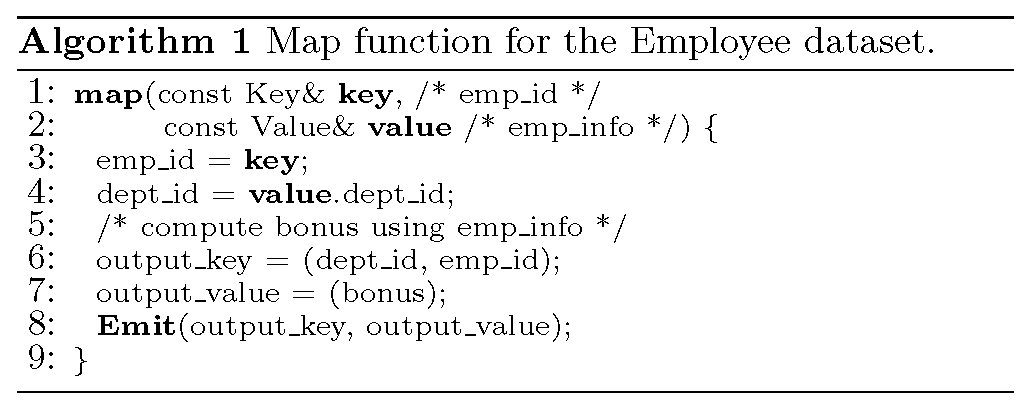 Algorithm 1 Map function for the Employee dataset.
1: map(const Key& key, /* emp_id */
2: const Value& value /* emp_info */) {
3: emp_id = key;
4: dept_id = value.dept_id;
5: /* compute bonus using emp_info */
6: output_key = (dept_id, emp_id);
7: output_value = (bonus);
8: Emit(output_key, output_value);
9: }